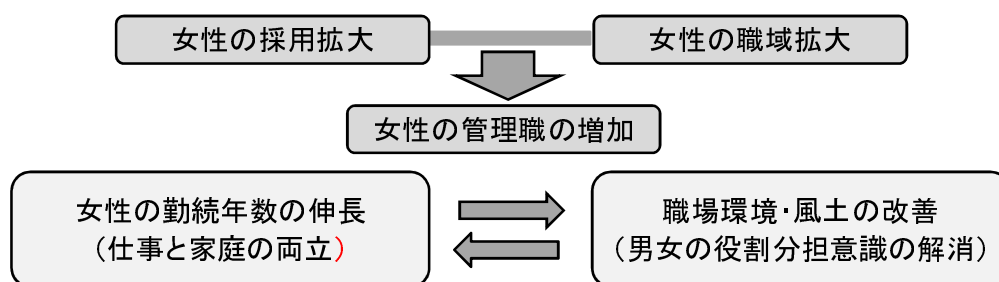 女性の採用拡大
女性の職域拡大
女性の管理職の増加
女性の勤続年数の伸長
（仕事と家庭の両立）
職場環境・風土の改善
（男女の役割分担意識の解消）